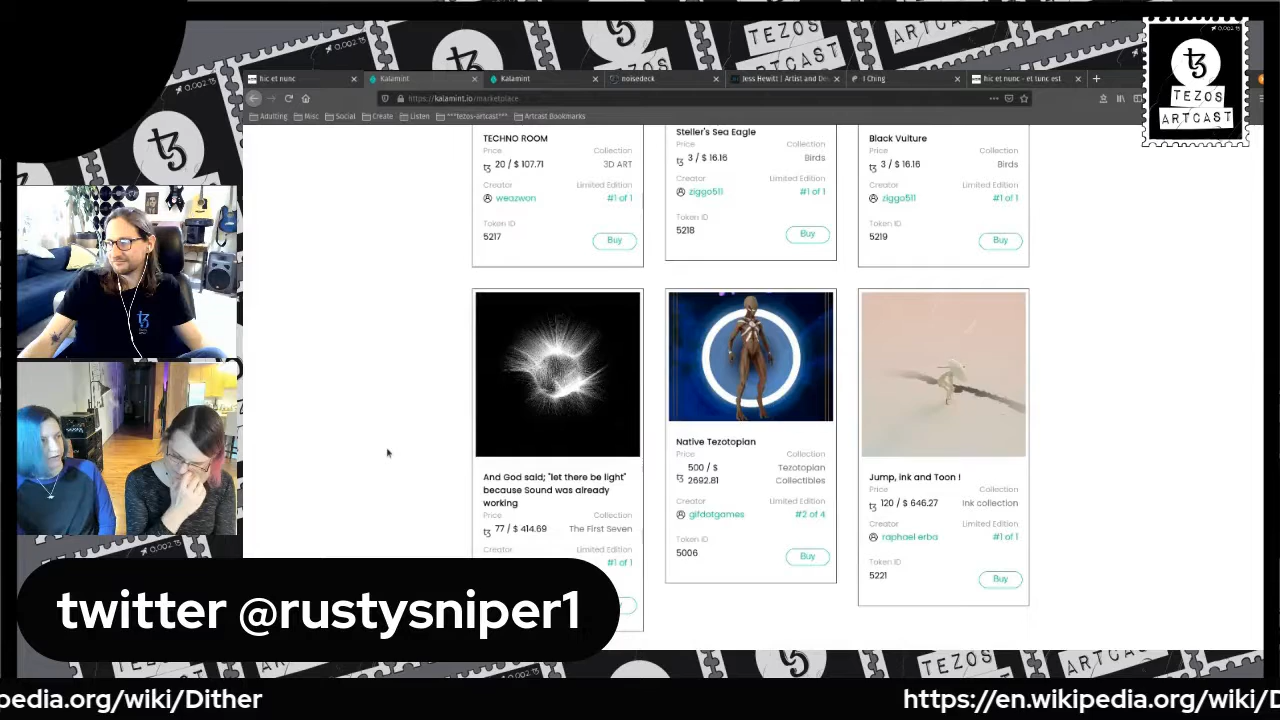 TEZOS
ARTCAST
hic et nunc
Kalamint
Kalamint
noisedeck
Jess Hewitt | Artist and De
I Ching
hic et nunc - et tunc est
https://kalamint.io/marketplace
Adulting
Misc
Social
Create
Listen
***tezos-artcast***
Artcast Bookmarks
TEZOS
ARTCAST
TECHNO ROOM
Price
Collection
20 / $ 107.71
3D ART
Creator
Limited Edition
weazwon
#1 of 1
Token ID
5217
Buy
Steller's Sea Eagle
Price
Collection
3 / $ 16.16
Birds
Creator
Limited Edition
ziggo511
#1 of 1
Token ID
5218
Buy
Black Vulture
Price
Collection
3 / $ 16.16
Birds
Creator
Limited Edition
ziggo511
#1 of 1
Token ID
5219
Buy
And God said; "let there be light"
because Sound was already
working
Price
Collection
77 / $ 414.69
The First Seven
Creator
Limited Edition
#1 of 1
Native Tezotopian
Price
Collection
500 / $
2692.81
Tezotopian
Collectibles
Creator
Limited Edition
gifdotgames
#2 of 4
Token ID
5006
Buy
Jump, ink and Toon !
Price
Collection
120 / $ 646.27
Ink collection
Creator
Limited Edition
raphael erba
#1 of 1
Token ID
5221
Buy
twitter @rustysniper1
pedia.org/wiki/Dither
https://en.wikipedia.org/wiki/D